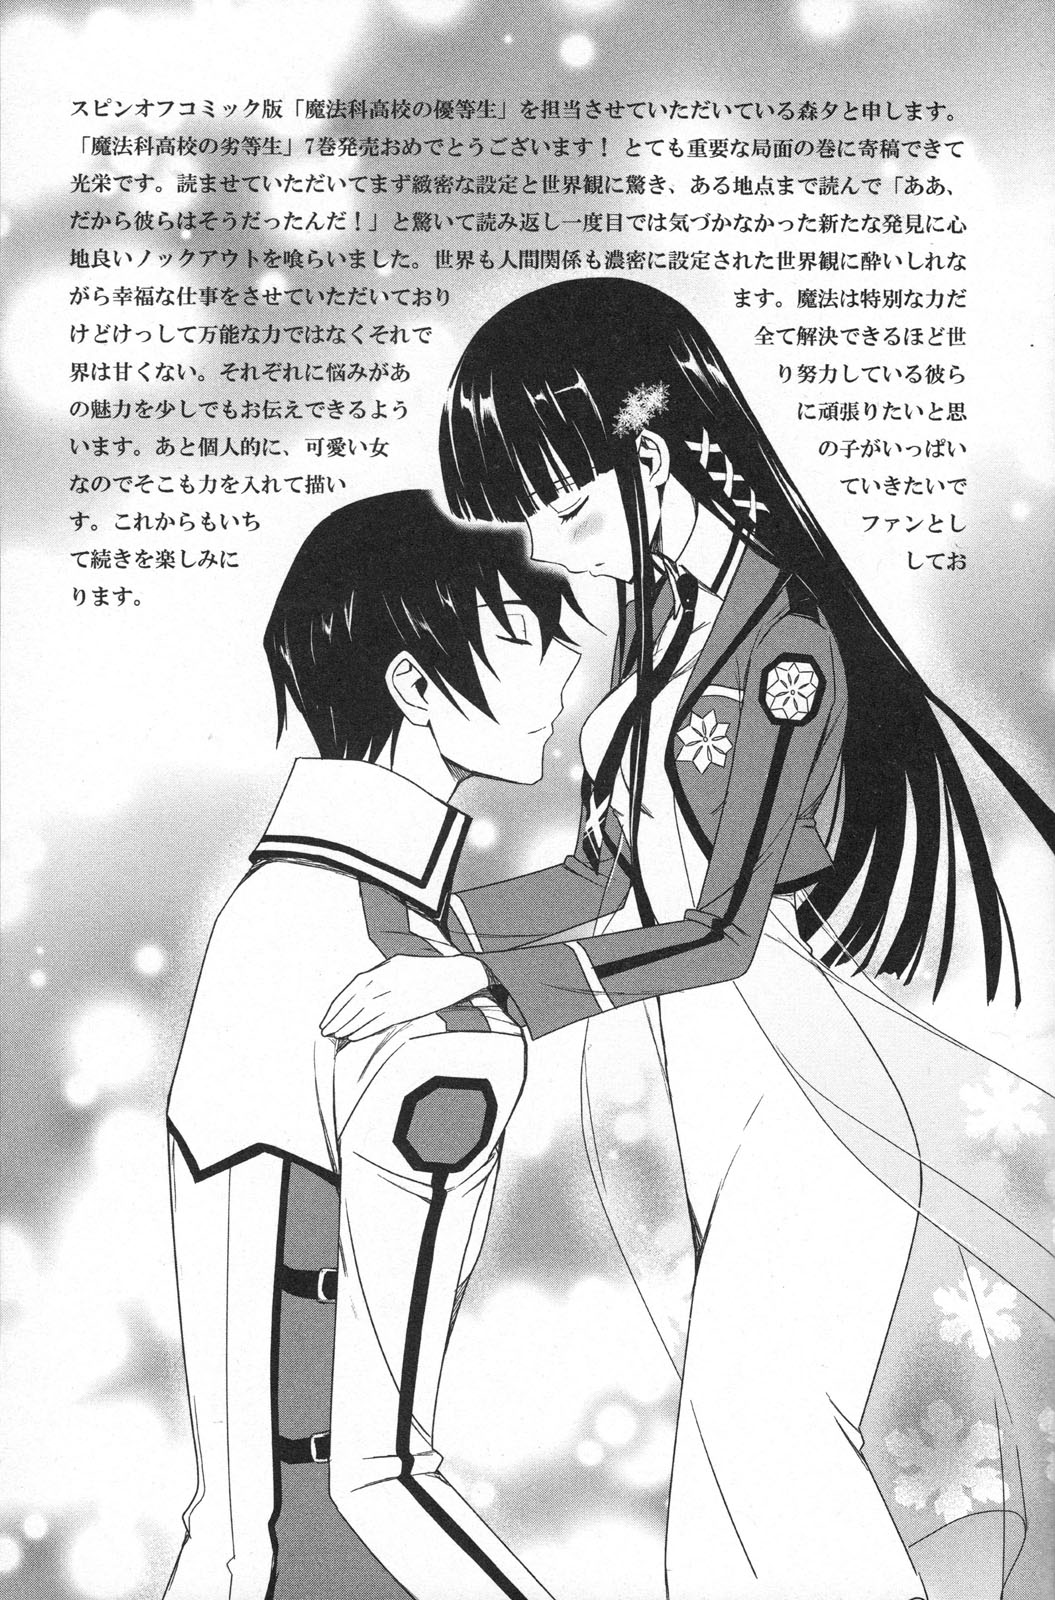 スピンオフコミック版「魔法科高校の優等生」を担当させていただいている森夕と申します。
「魔法科高校の劣等生」7巻発売おめでとうございます！ とても重要な局面の巻に寄稿できて
光栄です。読ませていただいてまず緻密な設定と世界観に驚き、ある地点まで読んで「ああ、
だから彼らはそうだったんだ！」と驚いて読み返し一度目では気づかなかった新たな発見に心
地良いノックアウトを喰らいました。世界も人間関係も濃密に設定された世界観に酔いしれな
がら幸福な仕事をさせていただいており ます。魔法は特別な力だ
けどけっして万能な力ではなくそれで 全て解決できるほど世
界は甘くない。それぞれに悩みがあ り努力している彼ら
の魅力を少しでもお伝えできるよう に頑張りたいと思
います。あと個人的に、可愛い女 の子がいっぱい
なのでそこも力を入れて描い ていきたいで
す。これからもいち ファンとし
て続きを楽しみに してお
ります。